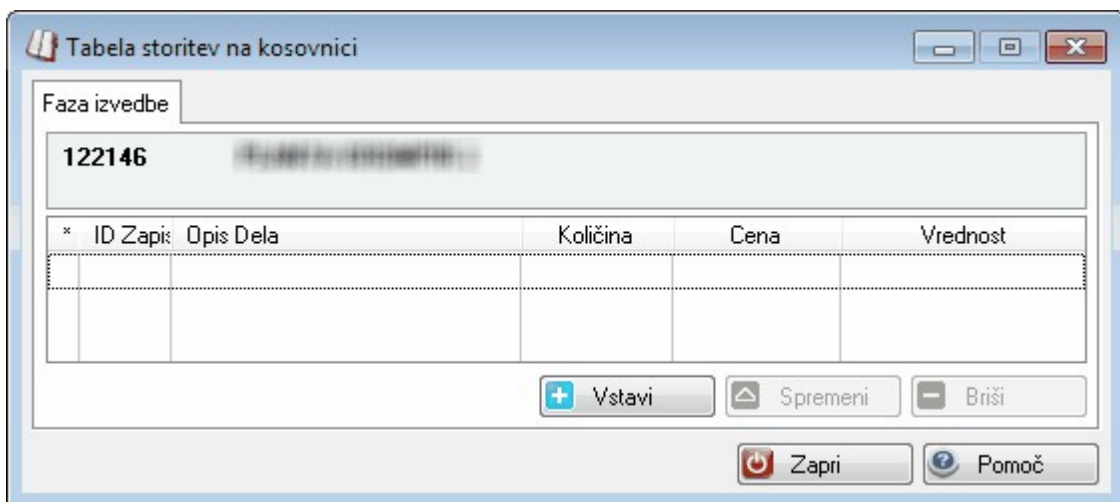 Tabela storitev na kosovnici
Faza izvedbe
122146
* ID Zapis Opis Dela Količina Cena Vrednost
Vstavi Spremeni Briši
Zapri Pomoč